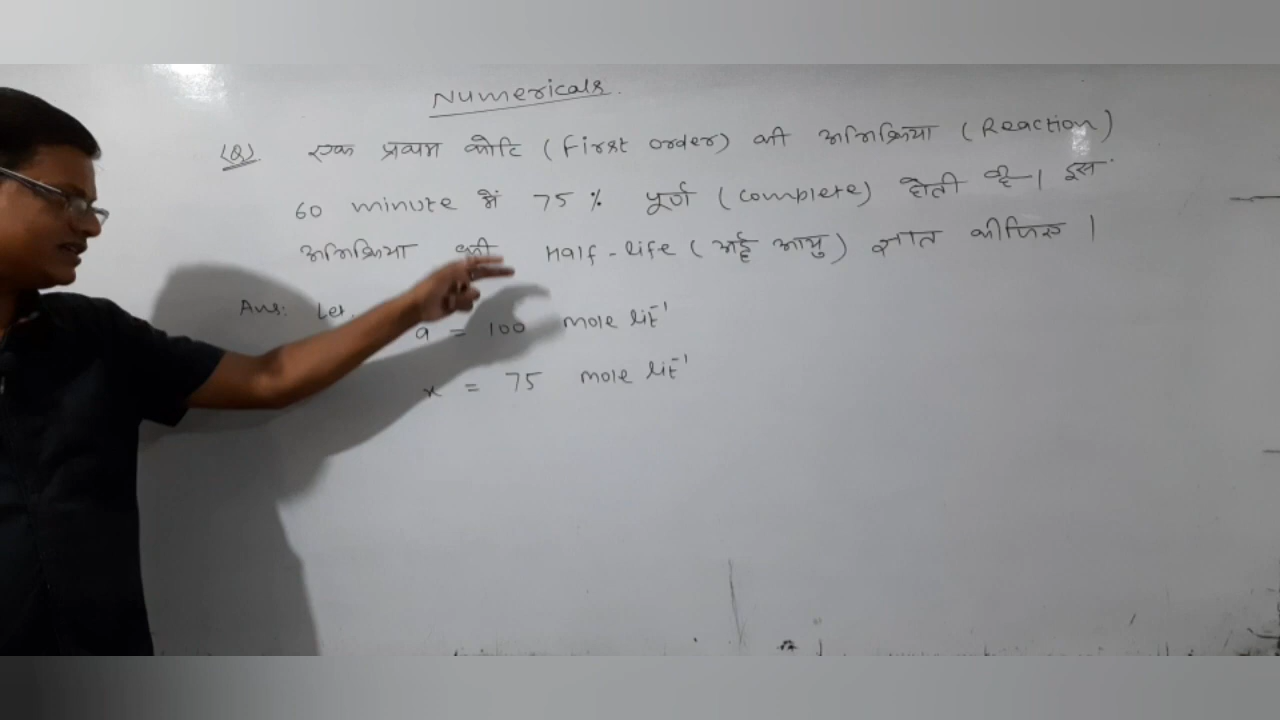 Numericals.
(Q). एक प्रथम कोटि (First order) की अभिक्रिया (Reaction)
60 minute में 75 % पूर्ण (complete) होती है। इस
अभिक्रिया की Half-life (अर्द्ध आयु) ज्ञात कीजिए।
Ans: Let,
a = 100 mole lit⁻¹
x = 75 mole lit⁻¹